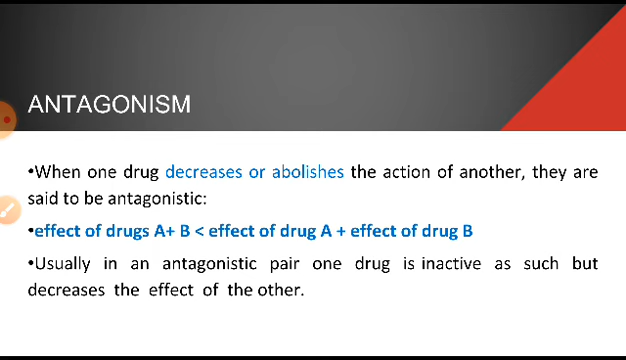 ANTAGONISM
•When one drug decreases or abolishes the action of another, they are
said to be antagonistic:
•effect of drugs A+ B < effect of drug A + effect of drug B
•Usually in an antagonistic pair one drug is inactive as such but
decreases the effect of the other.